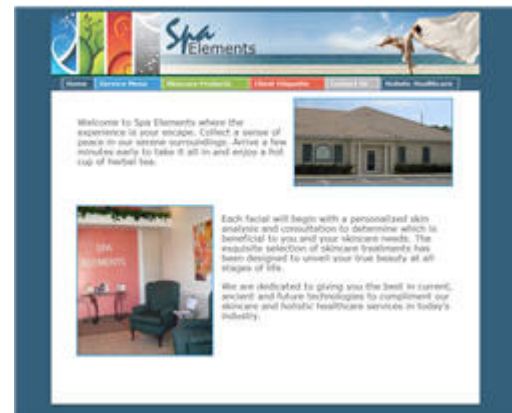 Spa
Elements
Home Service Menu Skincare Products Client Etiquette Contact Us Holistic Healthcare
Welcome to Spa Elements where the
experience is your escape. Collect a sense of
peace in our serene surroundings. Arrive a few
minutes early to take it all in and enjoy a hot
cup of herbal tea.
SPA
ELEMENTS
Each facial will begin with a personalized skin
analysis and consultation to determine which is
beneficial to you and your skincare needs. The
exquisite selection of skincare treatments has
been designed to unveil your true beauty at all
stages of life.
We are dedicated to giving you the best in current,
ancient and future technologies to compliment our
skincare and holistic healthcare services in today's
industry.